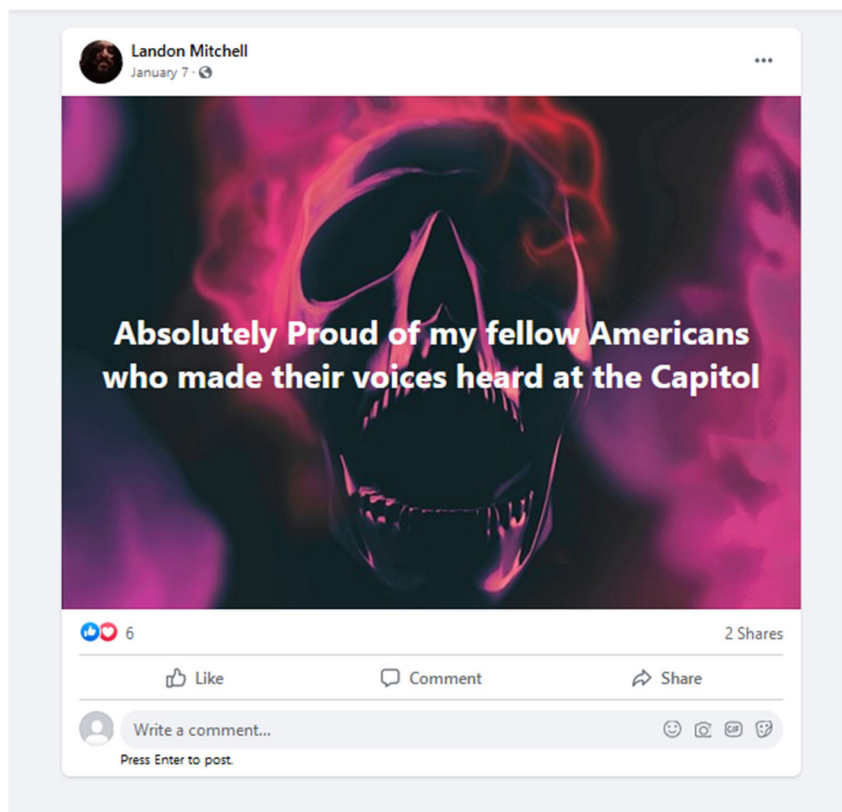 Landon Mitchell
January 7 ·
Absolutely Proud of my fellow Americans
who made their voices heard at the Capitol
6
2 Shares
Like
Comment
Share
Write a comment...
GIF
Press Enter to post.